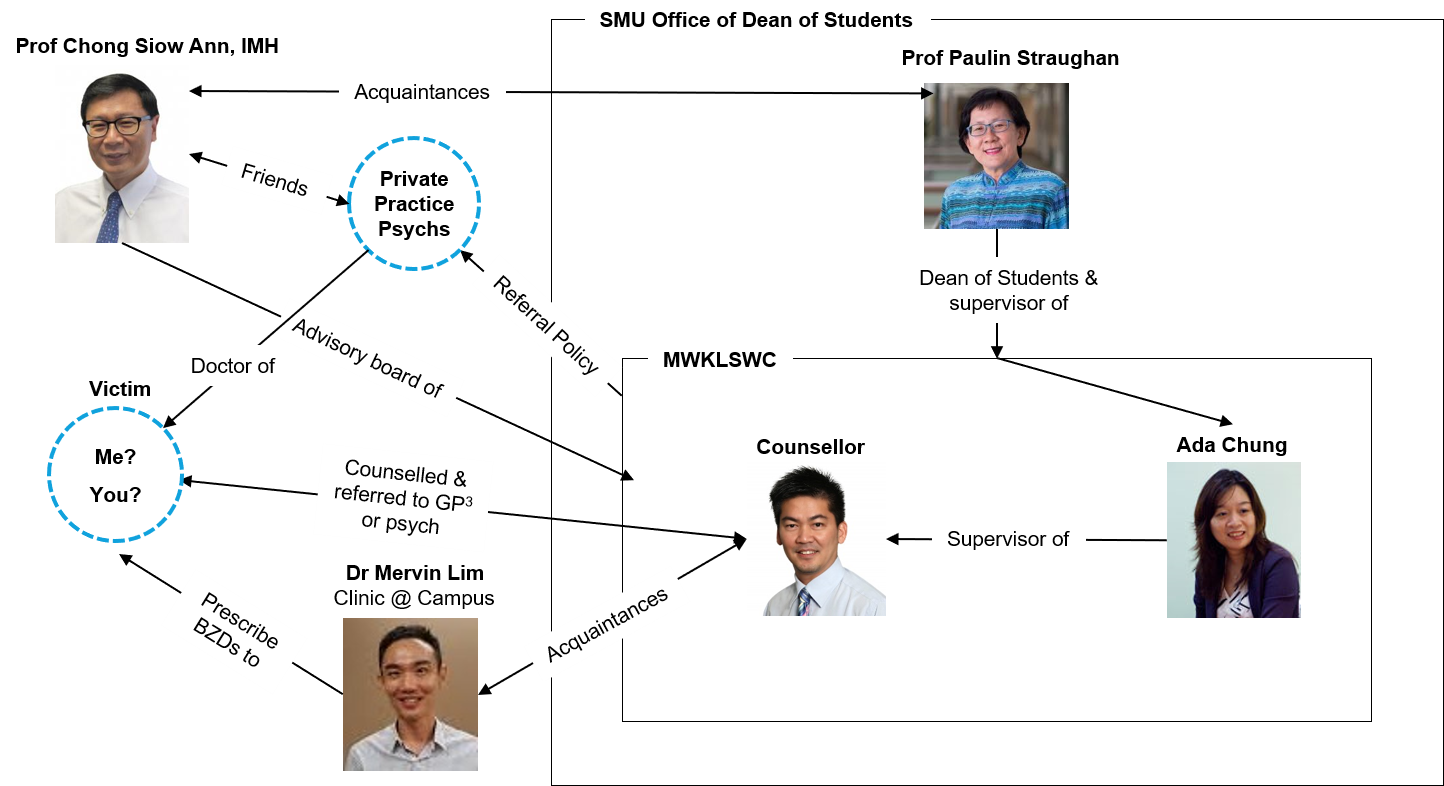 SMU Office of Dean of Students
Prof Chong Siow Ann, IMH
Prof Paulin Straughan
Acquaintances
Friends
Private
Practice
Psychs
Referral Policy
Dean of Students &
supervisor of
Advisory board of
Doctor of
MWKLSWC
Victim
Me?
You?
Counselled &
referred to GP³
or psych
Counsellor
Ada Chung
Supervisor of
Dr Mervin Lim
Clinic @ Campus
Acquaintances
Prescribe
BZDs to